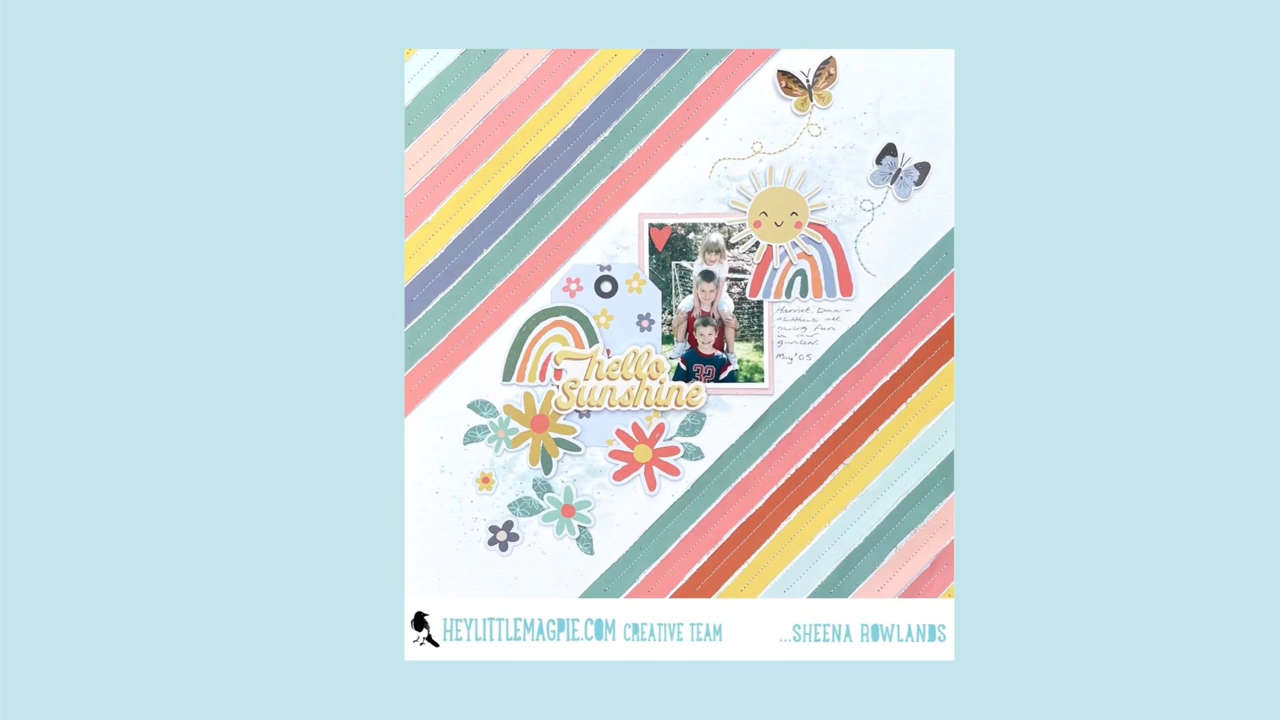 hello
Sunshine
32
Harriet, Dan +
Matthew all
having fun
in our
garden.
May '05
HEYLITTLEMAGPIE.COM CREATIVE TEAM
...SHEENA ROWLANDS